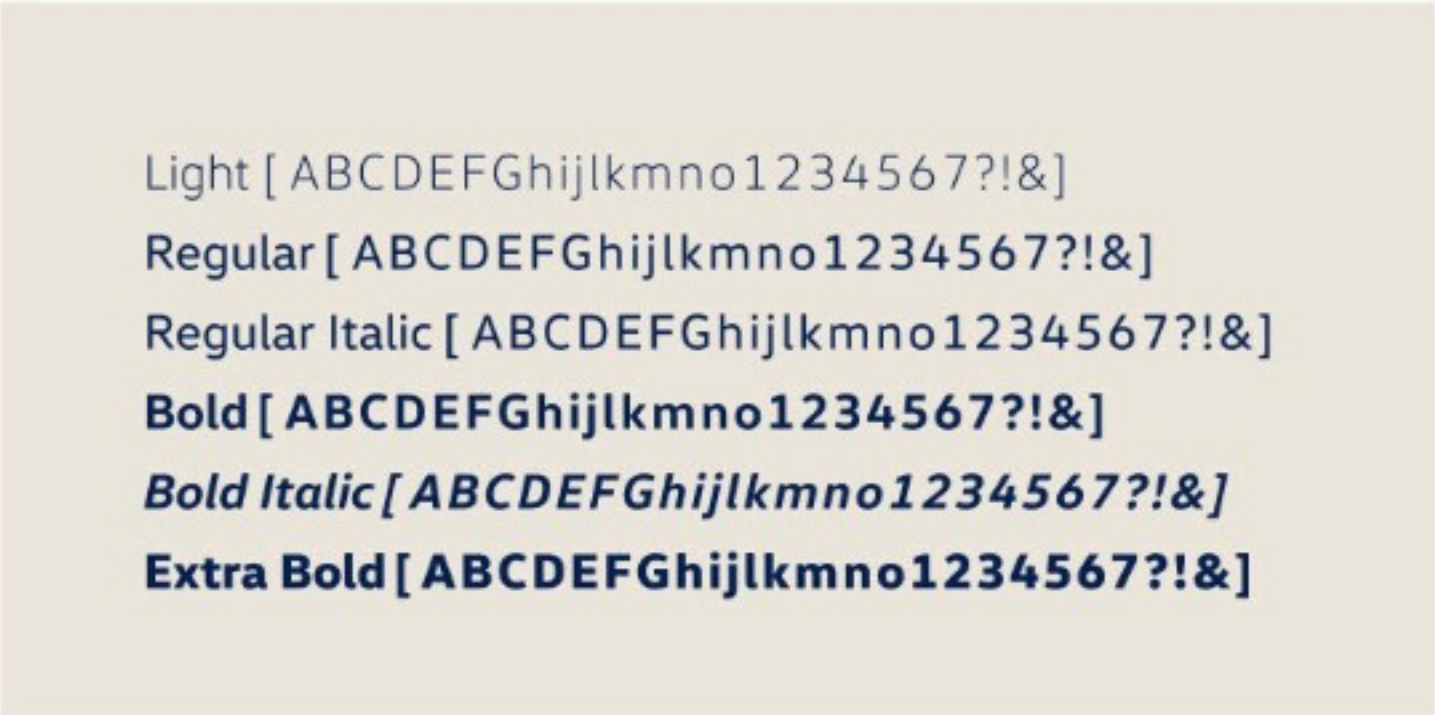 Light [ ABCDEFGhijlkmno1234567?!&]
Regular [ ABCDEFGhijlkmno1234567?!&]
Regular Italic [ ABCDEFGhijlkmno1234567?!&]
Bold [ ABCDEFGhijlkmno1234567?!&]
Bold Italic [ ABCDEFGhijlkmno1234567?!&]
Extra Bold [ ABCDEFGhijlkmno1234567?!&]